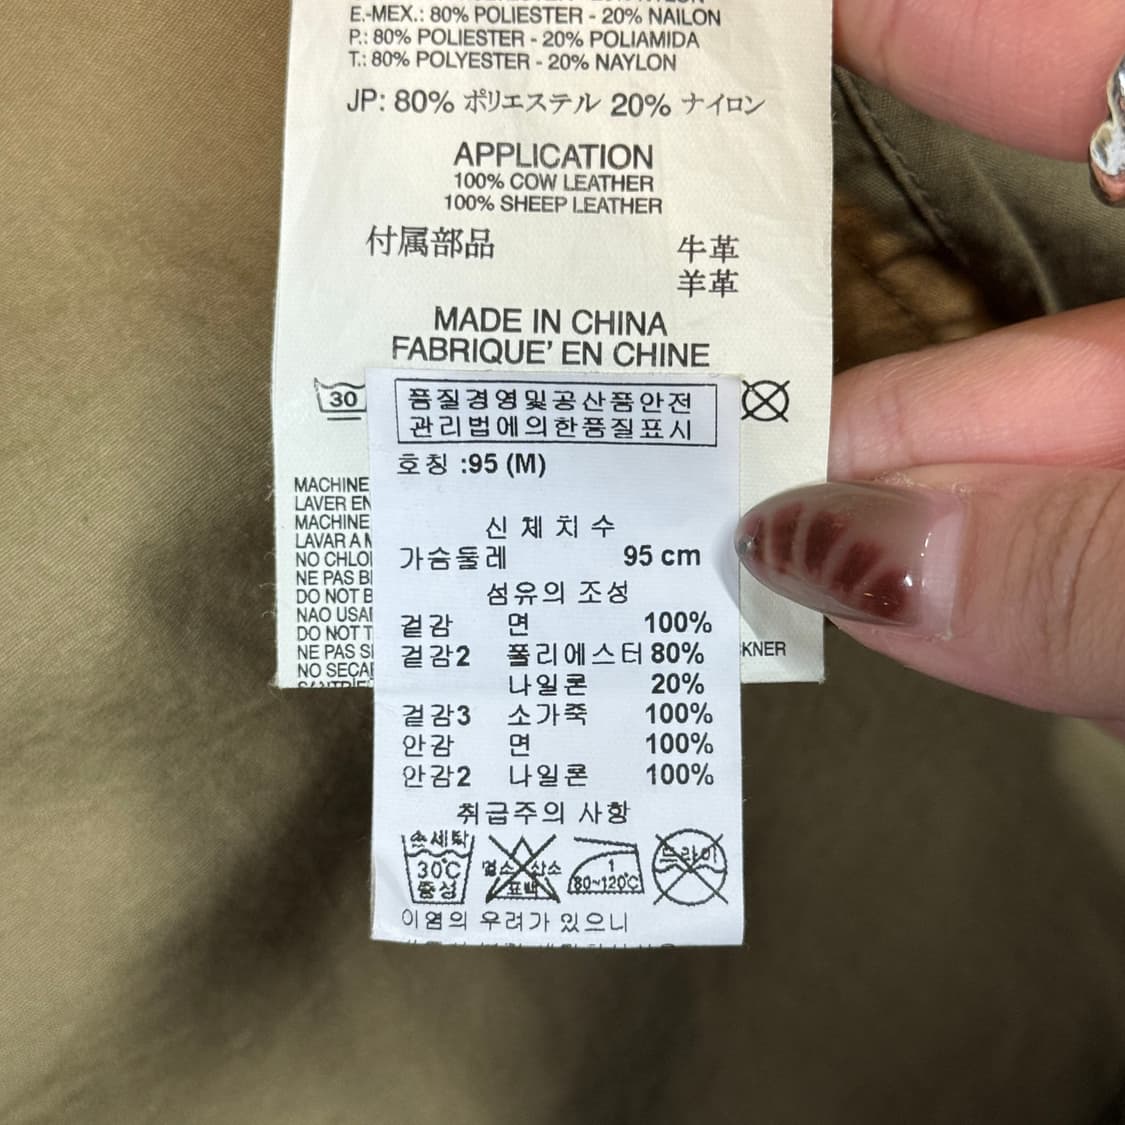 E.-MEX.: 80% POLIESTER - 20% NAILON
P.: 80% POLIESTER - 20% POLIAMIDA
T.: 80% POLYESTER - 20% NAYLON
JP: 80% ポリエステル 20% ナイロン
APPLICATION
100% COW LEATHER
100% SHEEP LEATHER
付属部品 牛革
羊革
MADE IN CHINA
FABRIQUE' EN CHINE
30
품질경영및공산품안전
관리법에의한품질표시
호칭 :95 (M)
신체치수
가슴둘레 95 cm
섬유의 조성
겉감 면 100%
겉감2 폴리에스터 80%
나일론 20%
겉감3 소가죽 100%
안감 면 100%
안감2 나일론 100%
취급주의 사항
손세탁
30℃
중성
염소 산소
표백
1
80~120℃
드라이
이염의 우려가 있으니
MACHINE
LAVER EN
MACHINE
LAVAR A M
NO CHLO
NE PAS B
DO NOT B
NAO USA
DO NOT T
NE PAS S
NO SECA
KNER